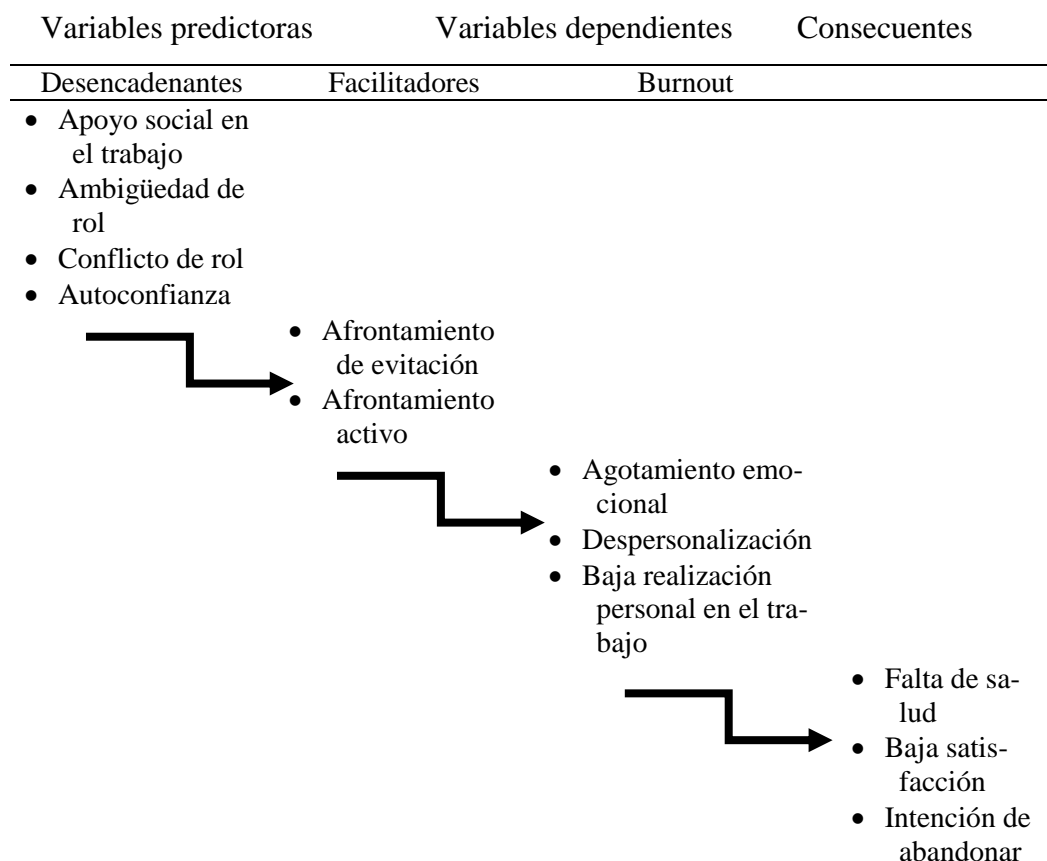 Variables predictoras Variables dependientes Consecuentes
Desencadenantes Facilitadores Burnout
• Apoyo social en
el trabajo
• Ambigüedad de
rol
• Conflicto de rol
• Autoconfianza
• Afrontamiento
de evitación
• Afrontamiento
activo
• Agotamiento emo-
cional
• Despersonalización
• Baja realización
personal en el tra-
bajo
• Falta de sa-
lud
• Baja satis-
facción
• Intención de
abandonar